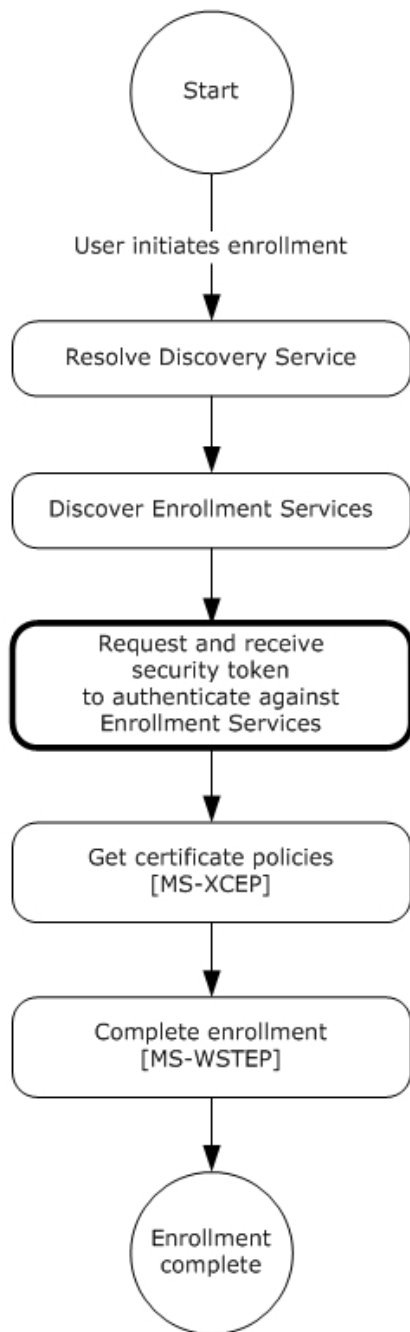 Start
User initiates enrollment
Resolve Discovery Service
Discover Enrollment Services
Request and receive
security token
to authenticate against
Enrollment Services
Get certificate policies
[MS-XCEP]
Complete enrollment
[MS-WSTEP]
Enrollment
complete